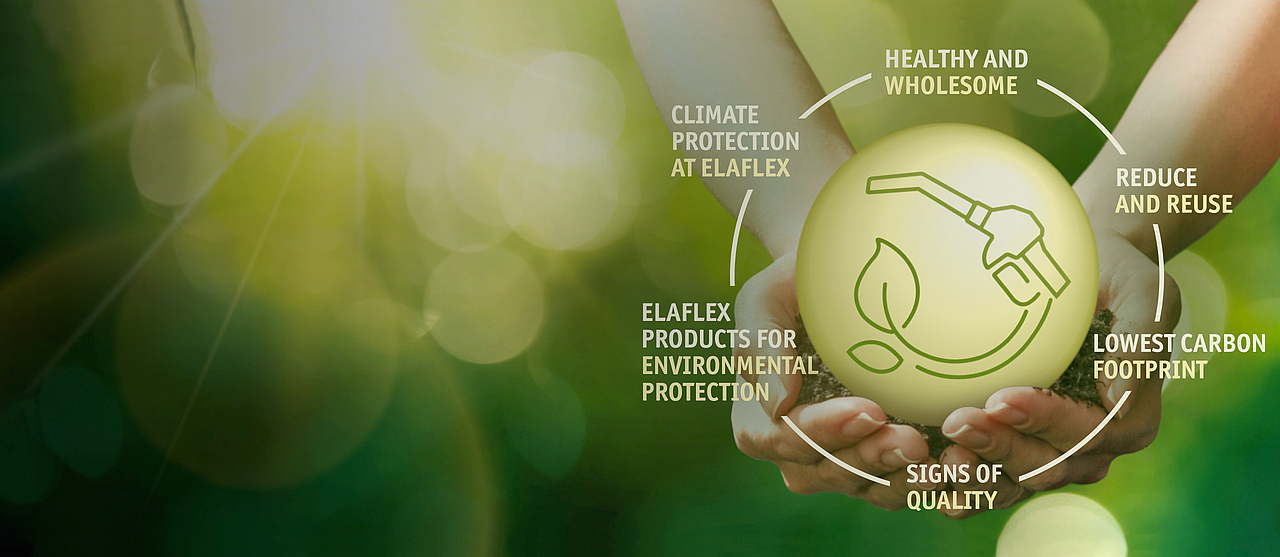 HEALTHY AND
WHOLESOME
CLIMATE
PROTECTION
AT ELAFLEX
REDUCE
AND REUSE
ELAFLEX
PRODUCTS FOR
ENVIRONMENTAL
PROTECTION
LOWEST CARBON
FOOTPRINT
SIGNS OF
QUALITY